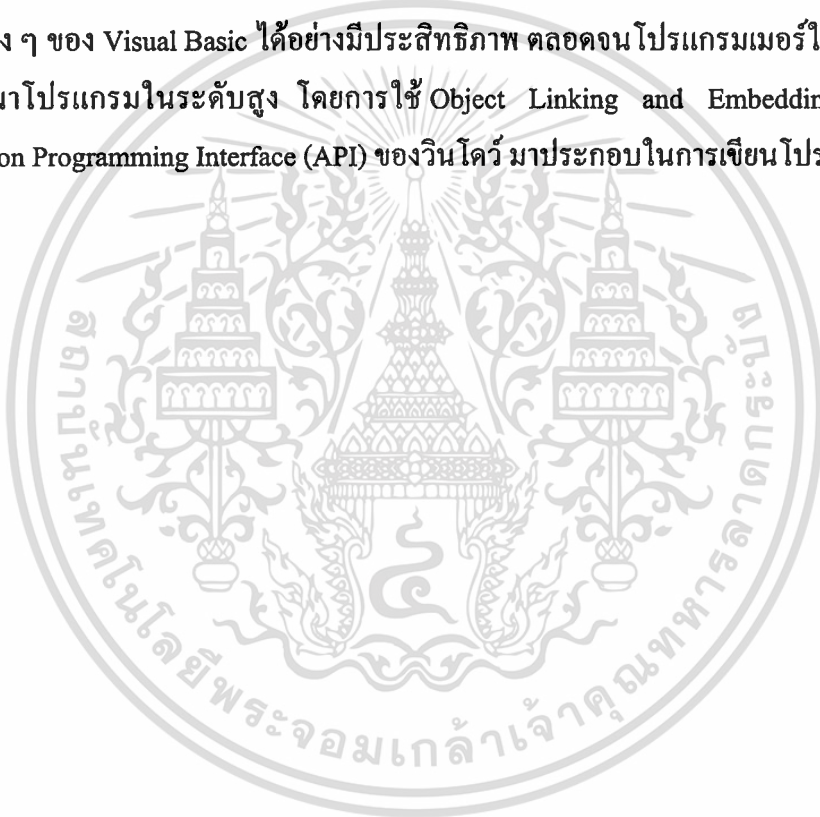 ง ๆ ของ Visual Basic ได้อย่างมีประสิทธิภาพ ตลอดจนโปรแกรมเมอร์ใ
นาโปรแกรมในระดับสูง โดยการใช้ Object Linking and Embeddin
on Programming Interface (API) ของวินโดว์ มาประกอบในการเขียนโปร
สถาบันเทคโนโลยีพระจอมเกล้าเจ้าคุณทหารลาดกระบัง